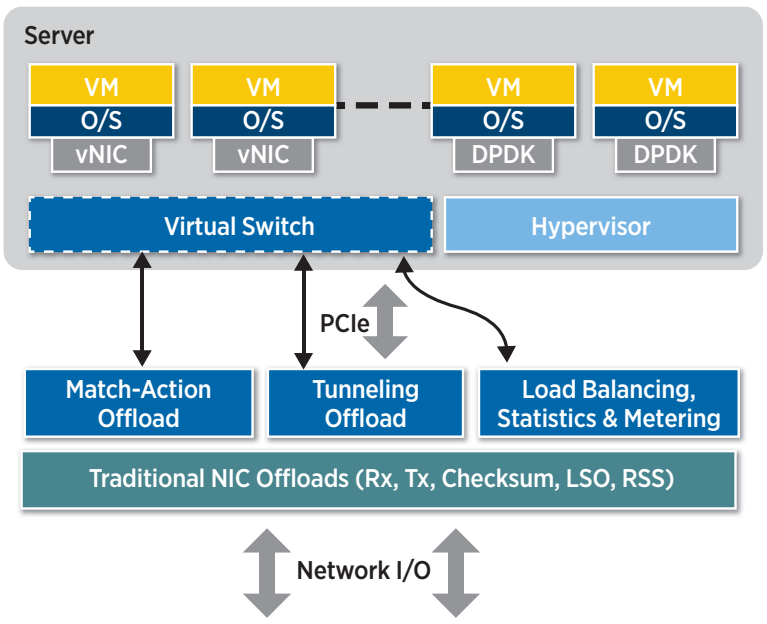 Server
VM
VM
VM
VM
O/S
O/S
O/S
O/S
vNIC
vNIC
DPDK
DPDK
Virtual Switch
Hypervisor
PCIe
Match-Action
Offload
Tunneling
Offload
Load Balancing,
Statistics & Metering
Traditional NIC Offloads (Rx, Tx, Checksum, LSO, RSS)
Network I/O